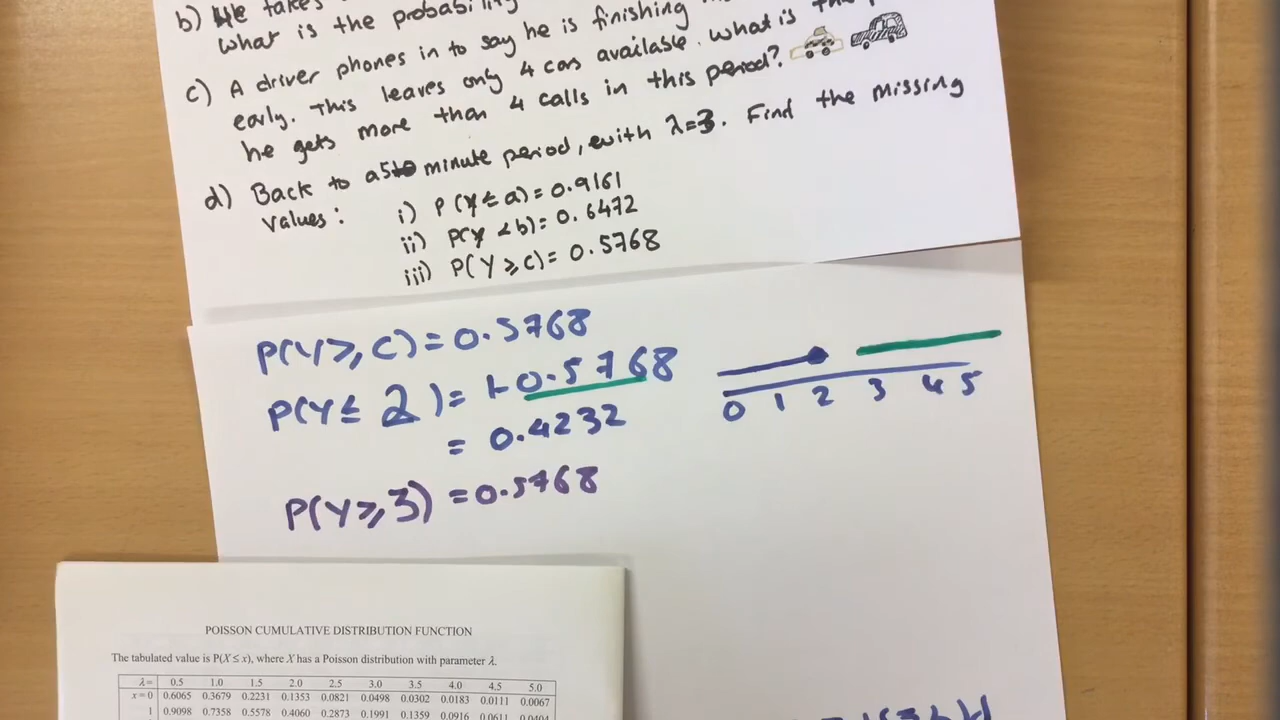 b) He takes
What is the probability
c) A driver phones in to say he is finishing
early. This leaves only 4 cars available. What is the
he gets more than 4 calls in this period?
d) Back to a 5 minute period, with λ=3. Find the missing
values: i) P(Y≤a)=0.9161
ii) P(Y<b)=0.6472
iii) P(Y≥c)=0.5768
P(Y≥c)=0.5768
P(Y≤2)=1-0.5768
=0.4232
P(Y≥3)=0.5768
0 1 2 3 4 5
POISSON CUMULATIVE DISTRIBUTION FUNCTION
The tabulated value is P(X ≤ x), where X has a Poisson distribution with parameter λ.
λ = 0.5 1.0 1.5 2.0 2.5 3.0 3.5 4.0 4.5 5.0
x = 0 0.6065 0.3679 0.2231 0.1353 0.0821 0.0498 0.0302 0.0183 0.0111 0.0067
1 0.9098 0.7358 0.5578 0.4060 0.2873 0.1991 0.1359 0.0916 0.0611 0.0404